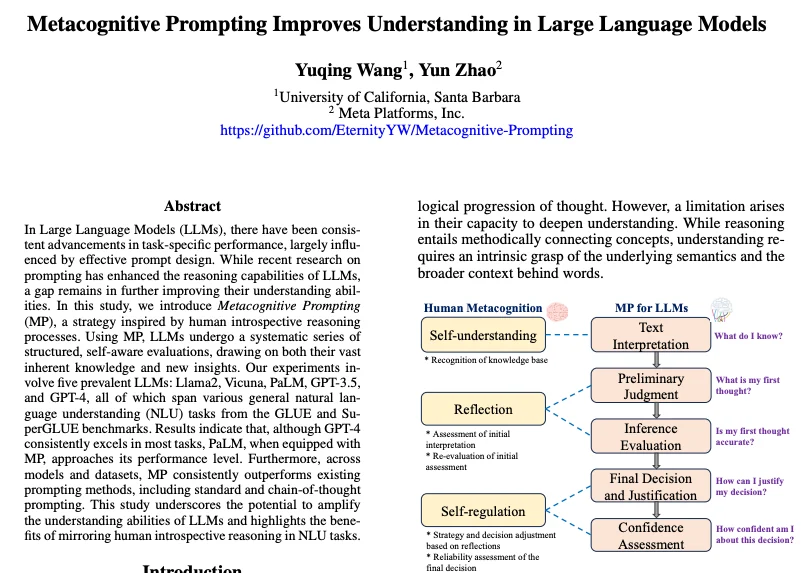 Metacognitive Prompting Improves Understanding in Large Language Models
Yuqing Wang1, Yun Zhao2
1University of California, Santa Barbara
2 Meta Platforms, Inc.
https://github.com/EternityYW/Metacognitive-Prompting
Abstract
In Large Language Models (LLMs), there have been consis-
tent advancements in task-specific performance, largely influ-
enced by effective prompt design. While recent research on
prompting has enhanced the reasoning capabilities of LLMs,
a gap remains in further improving their understanding abil-
ities. In this study, we introduce Metacognitive Prompting
(MP), a strategy inspired by human introspective reasoning
processes. Using MP, LLMs undergo a systematic series of
structured, self-aware evaluations, drawing on both their vast
inherent knowledge and new insights. Our experiments in-
volve five prevalent LLMs: Llama2, Vicuna, PaLM, GPT-3.5,
and GPT-4, all of which span various general natural lan-
guage understanding (NLU) tasks from the GLUE and Su-
perGLUE benchmarks. Results indicate that, although GPT-4
consistently excels in most tasks, PaLM, when equipped with
MP, approaches its performance level. Furthermore, across
models and datasets, MP consistently outperforms existing
prompting methods, including standard and chain-of-thought
prompting. This study underscores the potential to amplify
the understanding abilities of LLMs and highlights the bene-
fits of mirroring human introspective reasoning in NLU tasks.
Introduction
logical progression of thought. However, a limitation arises
in their capacity to deepen understanding. While reasoning
entails methodically connecting concepts, understanding re-
quires an intrinsic grasp of the underlying semantics and the
broader context behind words.
Human Metacognition
MP for LLMs
Self-understanding
* Recognition of knowledge base
Text
Interpretation
What do I know?
Preliminary
Judgment
What is my first
thought?
Reflection
* Assessment of initial
interpretation
* Re-evaluation of initial
assessment
Inference
Evaluation
Is my first thought
accurate?
Final Decision
and Justification
How can I justify
my decision?
Self-regulation
* Strategy and decision adjustment
based on reflections
* Reliability assessment of the
final decision
Confidence
Assessment
How confident am I
about this decision?